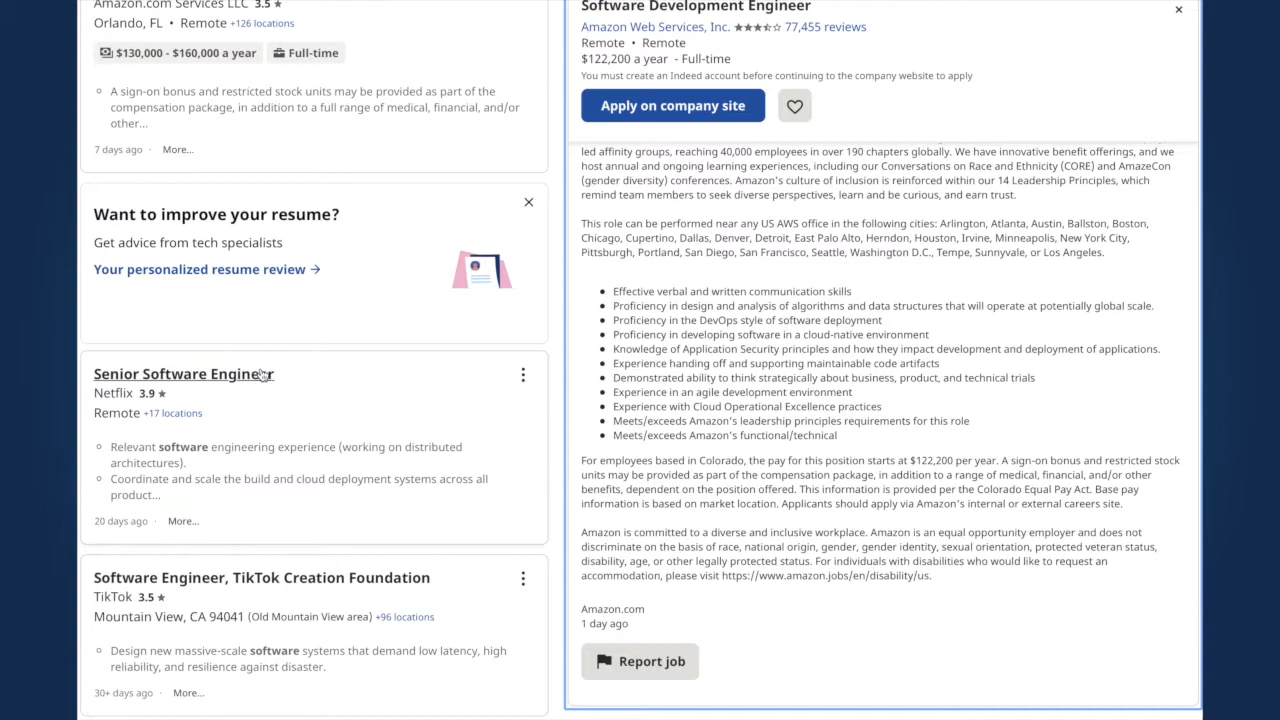 Amazon.com Services LLC 3.5 ★
Orlando, FL • Remote +126 locations
$130,000 - $160,000 a year Full-time
A sign-on bonus and restricted stock units may be provided as part of the
compensation package, in addition to a full range of medical, financial, and/or
other...
7 days ago · More...
Want to improve your resume?
Get advice from tech specialists
Your personalized resume review →
Senior Software Engineer
Netflix 3.9 ★
Remote +17 locations
Relevant software engineering experience (working on distributed
architectures).
Coordinate and scale the build and cloud deployment systems across all
product...
20 days ago · More...
Software Engineer, TikTok Creation Foundation
TikTok 3.5 ★
Mountain View, CA 94041 (Old Mountain View area) +96 locations
Design new massive-scale software systems that demand low latency, high
reliability, and resilience against disaster.
30+ days ago · More...
Software Development Engineer
Amazon Web Services, Inc. 77,455 reviews
Remote • Remote
$122,200 a year - Full-time
You must create an Indeed account before continuing to the company website to apply
Apply on company site
led affinity groups, reaching 40,000 employees in over 190 chapters globally. We have innovative benefit offerings, and we
host annual and ongoing learning experiences, including our Conversations on Race and Ethnicity (CORE) and AmazeCon
(gender diversity) conferences. Amazon's culture of inclusion is reinforced within our 14 Leadership Principles, which
remind team members to seek diverse perspectives, learn and be curious, and earn trust.
This role can be performed near any US AWS office in the following cities: Arlington, Atlanta, Austin, Ballston, Boston,
Chicago, Cupertino, Dallas, Denver, Detroit, East Palo Alto, Herndon, Houston, Irvine, Minneapolis, New York City,
Pittsburgh, Portland, San Diego, San Francisco, Seattle, Washington D.C., Tempe, Sunnyvale, or Los Angeles.
Effective verbal and written communication skills
Proficiency in design and analysis of algorithms and data structures that will operate at potentially global scale.
Proficiency in the DevOps style of software deployment
Proficiency in developing software in a cloud-native environment
Knowledge of Application Security principles and how they impact development and deployment of applications.
Experience handing off and supporting maintainable code artifacts
Demonstrated ability to think strategically about business, product, and technical trials
Experience in an agile development environment
Experience with Cloud Operational Excellence practices
Meets/exceeds Amazon's leadership principles requirements for this role
Meets/exceeds Amazon's functional/technical
For employees based in Colorado, the pay for this position starts at $122,200 per year. A sign-on bonus and restricted stock
units may be provided as part of the compensation package, in addition to a range of medical, financial, and/or other
benefits, dependent on the position offered. This information is provided per the Colorado Equal Pay Act. Base pay
information is based on market location. Applicants should apply via Amazon's internal or external careers site.
Amazon is committed to a diverse and inclusive workplace. Amazon is an equal opportunity employer and does not
discriminate on the basis of race, national origin, gender, gender identity, sexual orientation, protected veteran status,
disability, age, or other legally protected status. For individuals with disabilities who would like to request an
accommodation, please visit https://www.amazon.jobs/en/disability/us.
Amazon.com
1 day ago
Report job